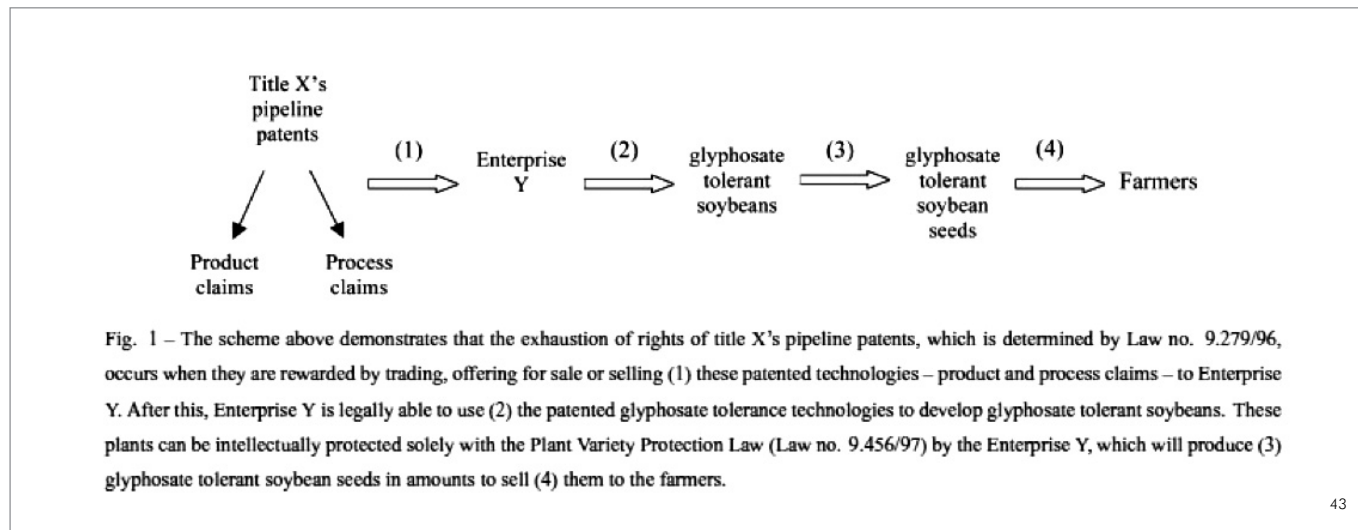 Title X's
pipeline
patents
(1)
Enterprise
Y
(2)
glyphosate
tolerant
soybeans
(3)
glyphosate
tolerant
soybean
seeds
(4)
Farmers
Product
claims
Process
claims
Fig. 1 – The scheme above demonstrates that the exhaustion of rights of title X's pipeline patents, which is determined by Law no. 9.279/96,
occurs when they are rewarded by trading, offering for sale or selling (1) these patented technologies – product and process claims – to Enterprise
Y. After this, Enterprise Y is legally able to use (2) the patented glyphosate tolerance technologies to develop glyphosate tolerant soybeans. These
plants can be intellectually protected solely with the Plant Variety Protection Law (Law no. 9.456/97) by the Enterprise Y, which will produce (3)
glyphosate tolerant soybean seeds in amounts to sell (4) them to the farmers.
43